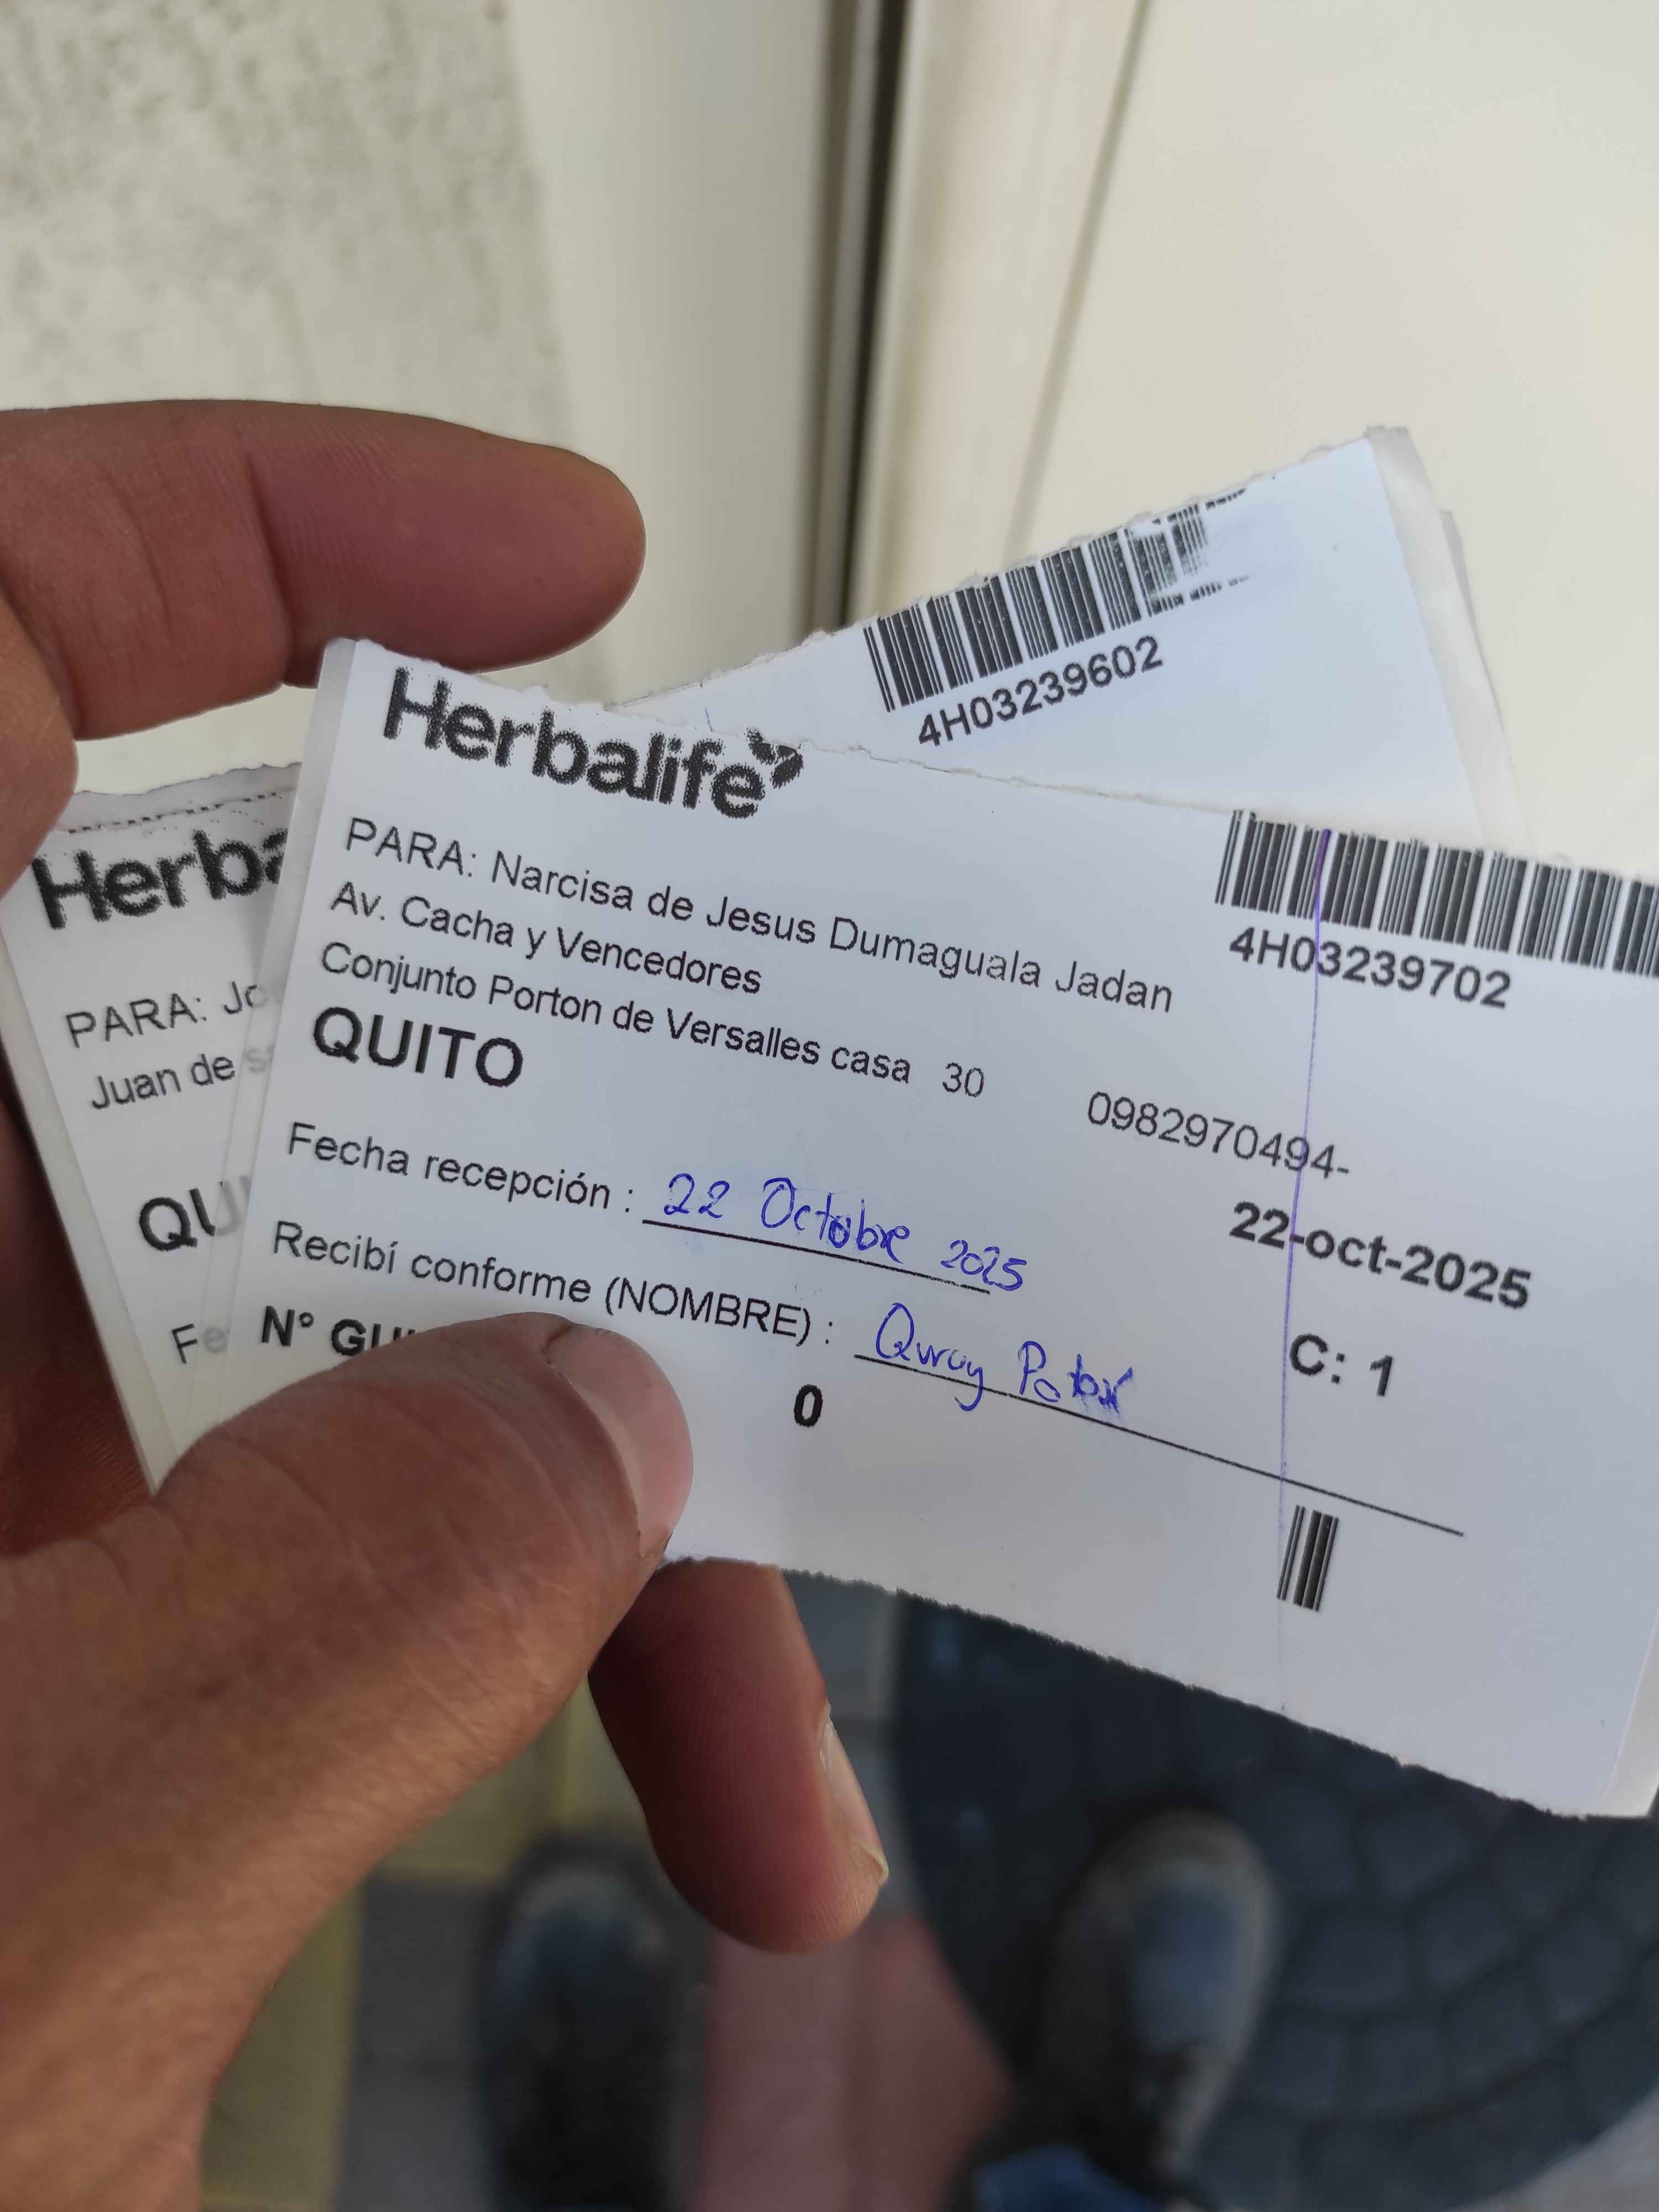 4H03239602
Herbalife
4H03239702
PARA: Narcisa de Jesus Dumaguala Jadan
Av. Cacha y Vencedores
Conjunto Porton de Versalles casa 30
0982970494-
QUITO
22-oct-2025
Fecha recepción : 22 Octobre 2025
Recibí conforme (NOMBRE) :
C: 1
N°
0
Herba
PARA: Jo
Juan de
QUI
Fe